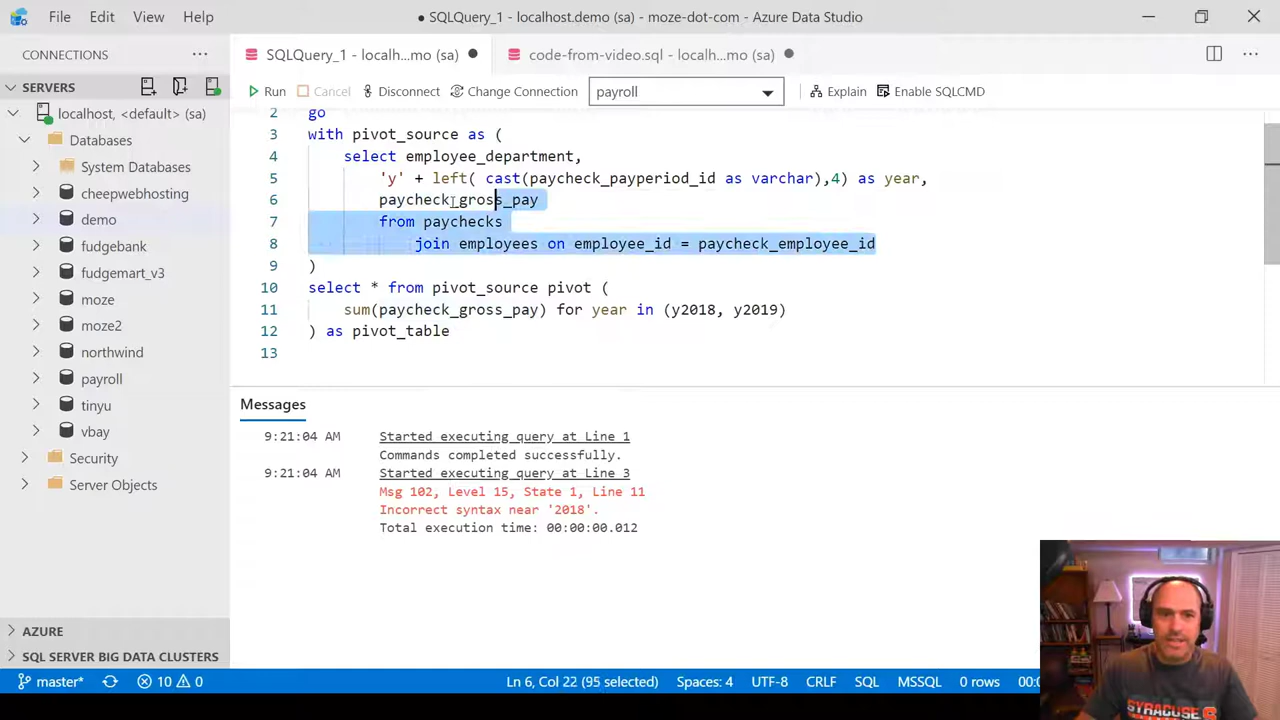 File Edit View Help
● SQLQuery_1 - localhost.demo (sa) - moze-dot-com - Azure Data Studio
CONNECTIONS
SQLQuery_1 - localh...mo (sa)
code-from-video.sql - localh...mo (sa)
SERVERS
Run Cancel Disconnect Change Connection payroll Explain Enable SQLCMD
localhost, <default> (sa)
Databases
System Databases
cheepwebhosting
demo
fudgebank
fudgemart_v3
moze
moze2
northwind
payroll
tinyu
vbay
Security
Server Objects
AZURE
SQL SERVER BIG DATA CLUSTERS
2 go
3 with pivot_source as (
4 select employee_department,
5 'y' + left( cast(paycheck_payperiod_id as varchar),4) as year,
6 paycheck_gross_pay
7 from paychecks
8 join employees on employee_id = paycheck_employee_id
9 )
10 select * from pivot_source pivot (
11 sum(paycheck_gross_pay) for year in (y2018, y2019)
12 ) as pivot_table
13
Messages
9:21:04 AM Started executing query at Line 1
Commands completed successfully.
9:21:04 AM Started executing query at Line 3
Msg 102, Level 15, State 1, Line 11
Incorrect syntax near '2018'.
Total execution time: 00:00:00.012
master* 10 0 Ln 6, Col 22 (95 selected) Spaces: 4 UTF-8 CRLF SQL MSSQL 0 rows
SYRACUSE